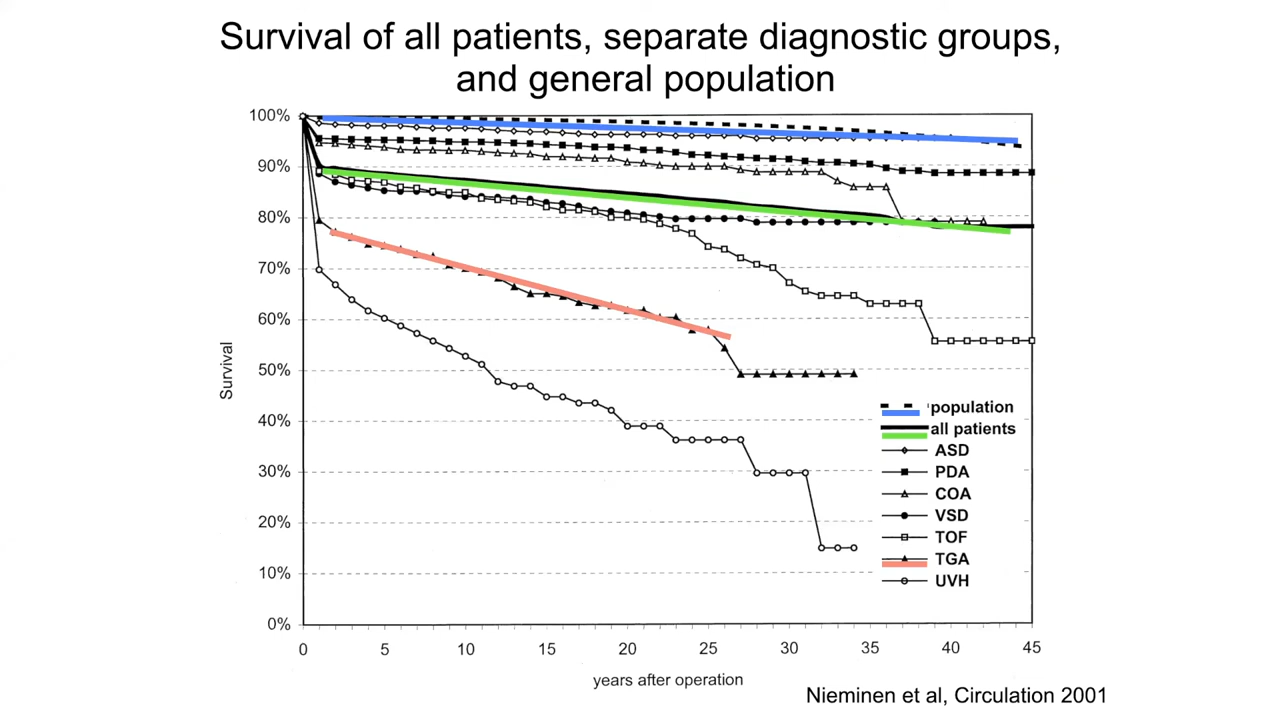 Survival of all patients, separate diagnostic groups,
and general population
100%
90%
80%
70%
60%
50%
40%
30%
20%
10%
0%
Survival
0 5 10 15 20 25 30 35 40 45
years after operation
population
all patients
ASD
PDA
COA
VSD
TOF
TGA
UVH
Nieminen et al, Circulation 2001